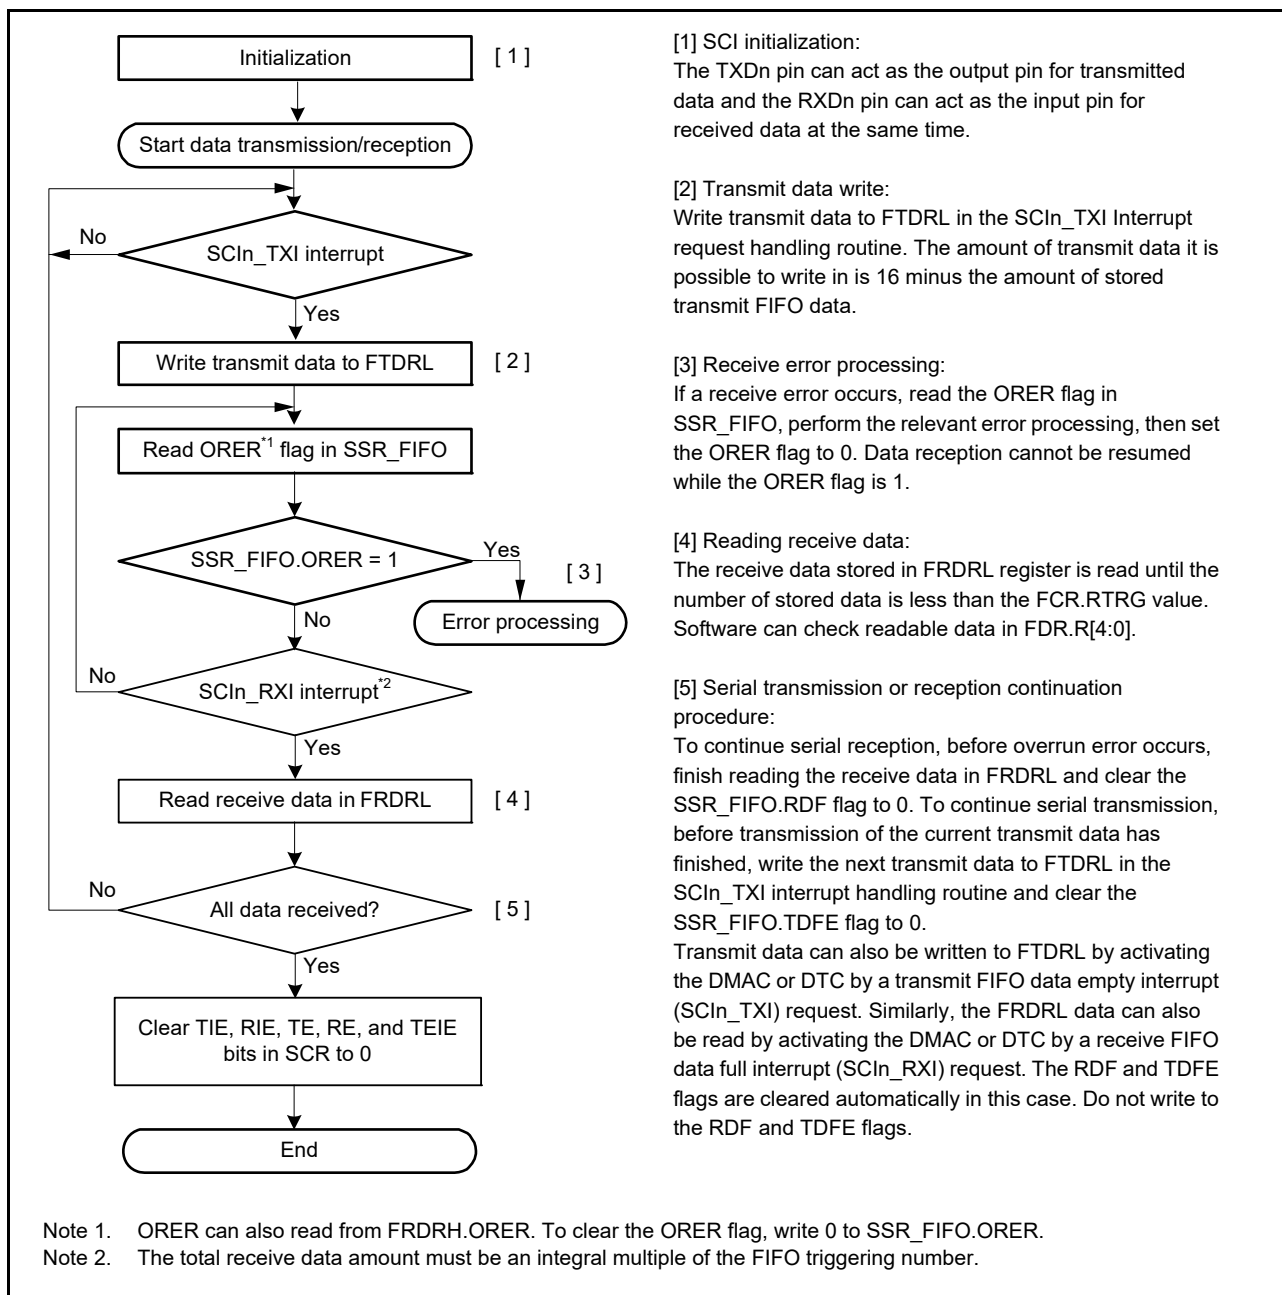 Initialization
[ 1 ]
Start data transmission/reception
No
SCIn_TXI interrupt
Yes
Write transmit data to FTDRL
[ 2 ]
Read ORER*1 flag in SSR_FIFO
SSR_FIFO.ORER = 1
Yes
[ 3 ]
Error processing
No
No
SCIn_RXI interrupt*2
Yes
Read receive data in FRDRL
[ 4 ]
No
All data received?
[ 5 ]
Yes
Clear TIE, RIE, TE, RE, and TEIE
bits in SCR to 0
End
[1] SCI initialization:
The TXDn pin can act as the output pin for transmitted
data and the RXDn pin can act as the input pin for
received data at the same time.
[2] Transmit data write:
Write transmit data to FTDRL in the SCIn_TXI Interrupt
request handling routine. The amount of transmit data it is
possible to write in is 16 minus the amount of stored
transmit FIFO data.
[3] Receive error processing:
If a receive error occurs, read the ORER flag in
SSR_FIFO, perform the relevant error processing, then set
the ORER flag to 0. Data reception cannot be resumed
while the ORER flag is 1.
[4] Reading receive data:
The receive data stored in FRDRL register is read until the
number of stored data is less than the FCR.RTRG value.
Software can check readable data in FDR.R[4:0].
[5] Serial transmission or reception continuation
procedure:
To continue serial reception, before overrun error occurs,
finish reading the receive data in FRDRL and clear the
SSR_FIFO.RDF flag to 0. To continue serial transmission,
before transmission of the current transmit data has
finished, write the next transmit data to FTDRL in the
SCIn_TXI interrupt handling routine and clear the
SSR_FIFO.TDFE flag to 0.
Transmit data can also be written to FTDRL by activating
the DMAC or DTC by a transmit FIFO data empty interrupt
(SCIn_TXI) request. Similarly, the FRDRL data can also
be read by activating the DMAC or DTC by a receive FIFO
data full interrupt (SCIn_RXI) request. The RDF and TDFE
flags are cleared automatically in this case. Do not write to
the RDF and TDFE flags.
Note 1. ORER can also read from FRDRH.ORER. To clear the ORER flag, write 0 to SSR_FIFO.ORER.
Note 2. The total receive data amount must be an integral multiple of the FIFO triggering number.